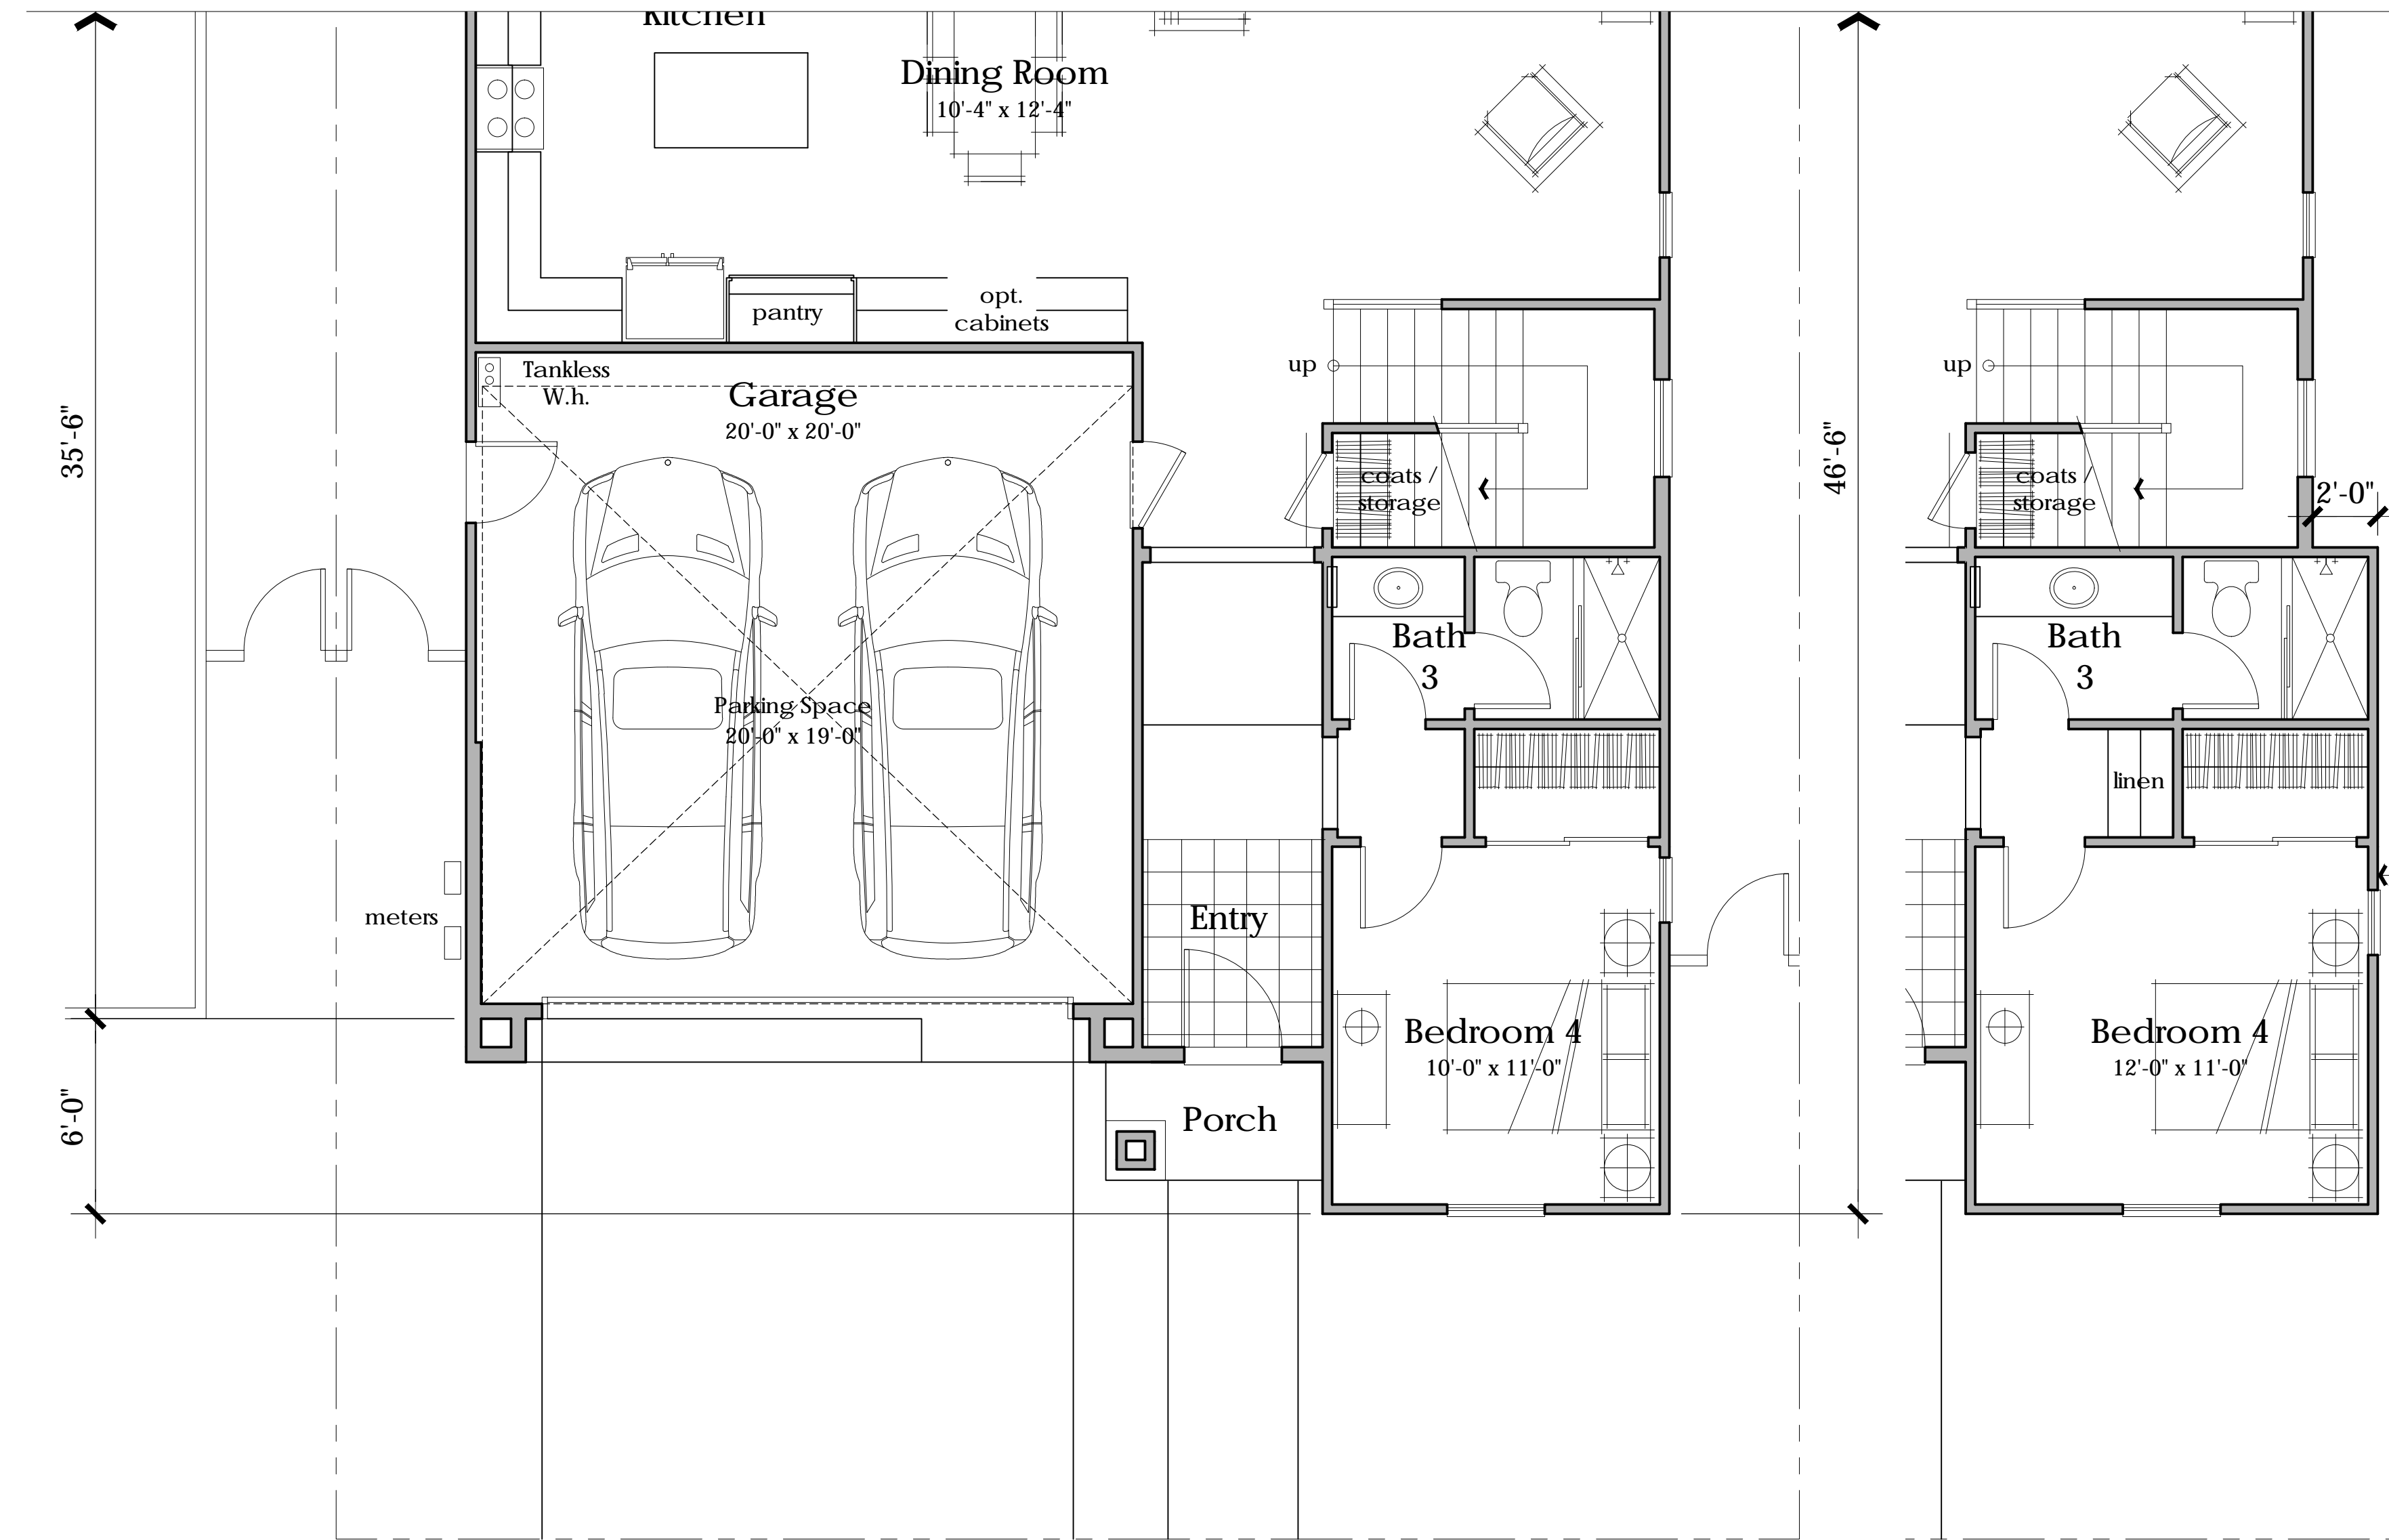 Kitchen
Dining Room
10'-4" x 12'-4"
pantry
opt.
cabinets
Tankless
W.h.
Garage
20'-0" x 20'-0"
up
coats /
storage
35'-6"
46'-6"
up
coats /
storage
2'-0"
Bath
3
Bath
3
Parking Space
20'-0" x 19'-0"
linen
meters
Entry
Bedroom 4
10'-0" x 11'-0"
Bedroom 4
12'-0" x 11'-0"
6'-0"
Porch